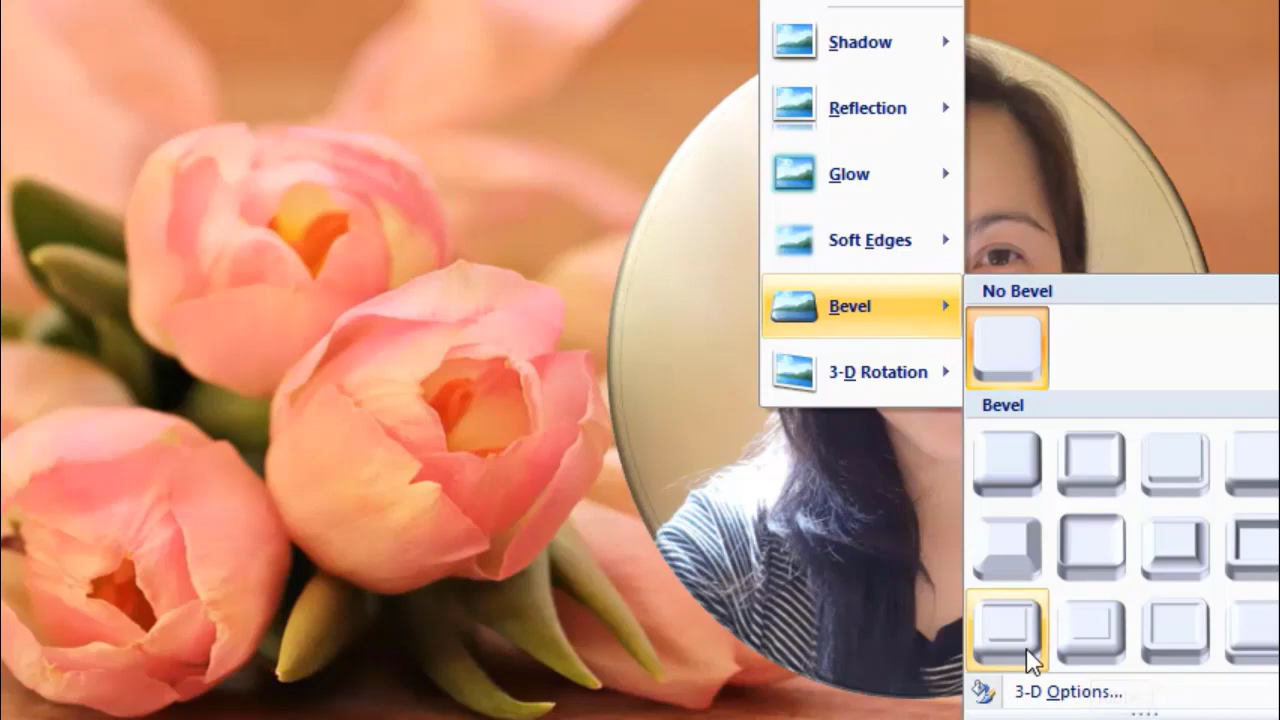 Shadow
Reflection
Glow
Soft Edges
Bevel
3-D Rotation
No Bevel
Bevel
3-D Options...